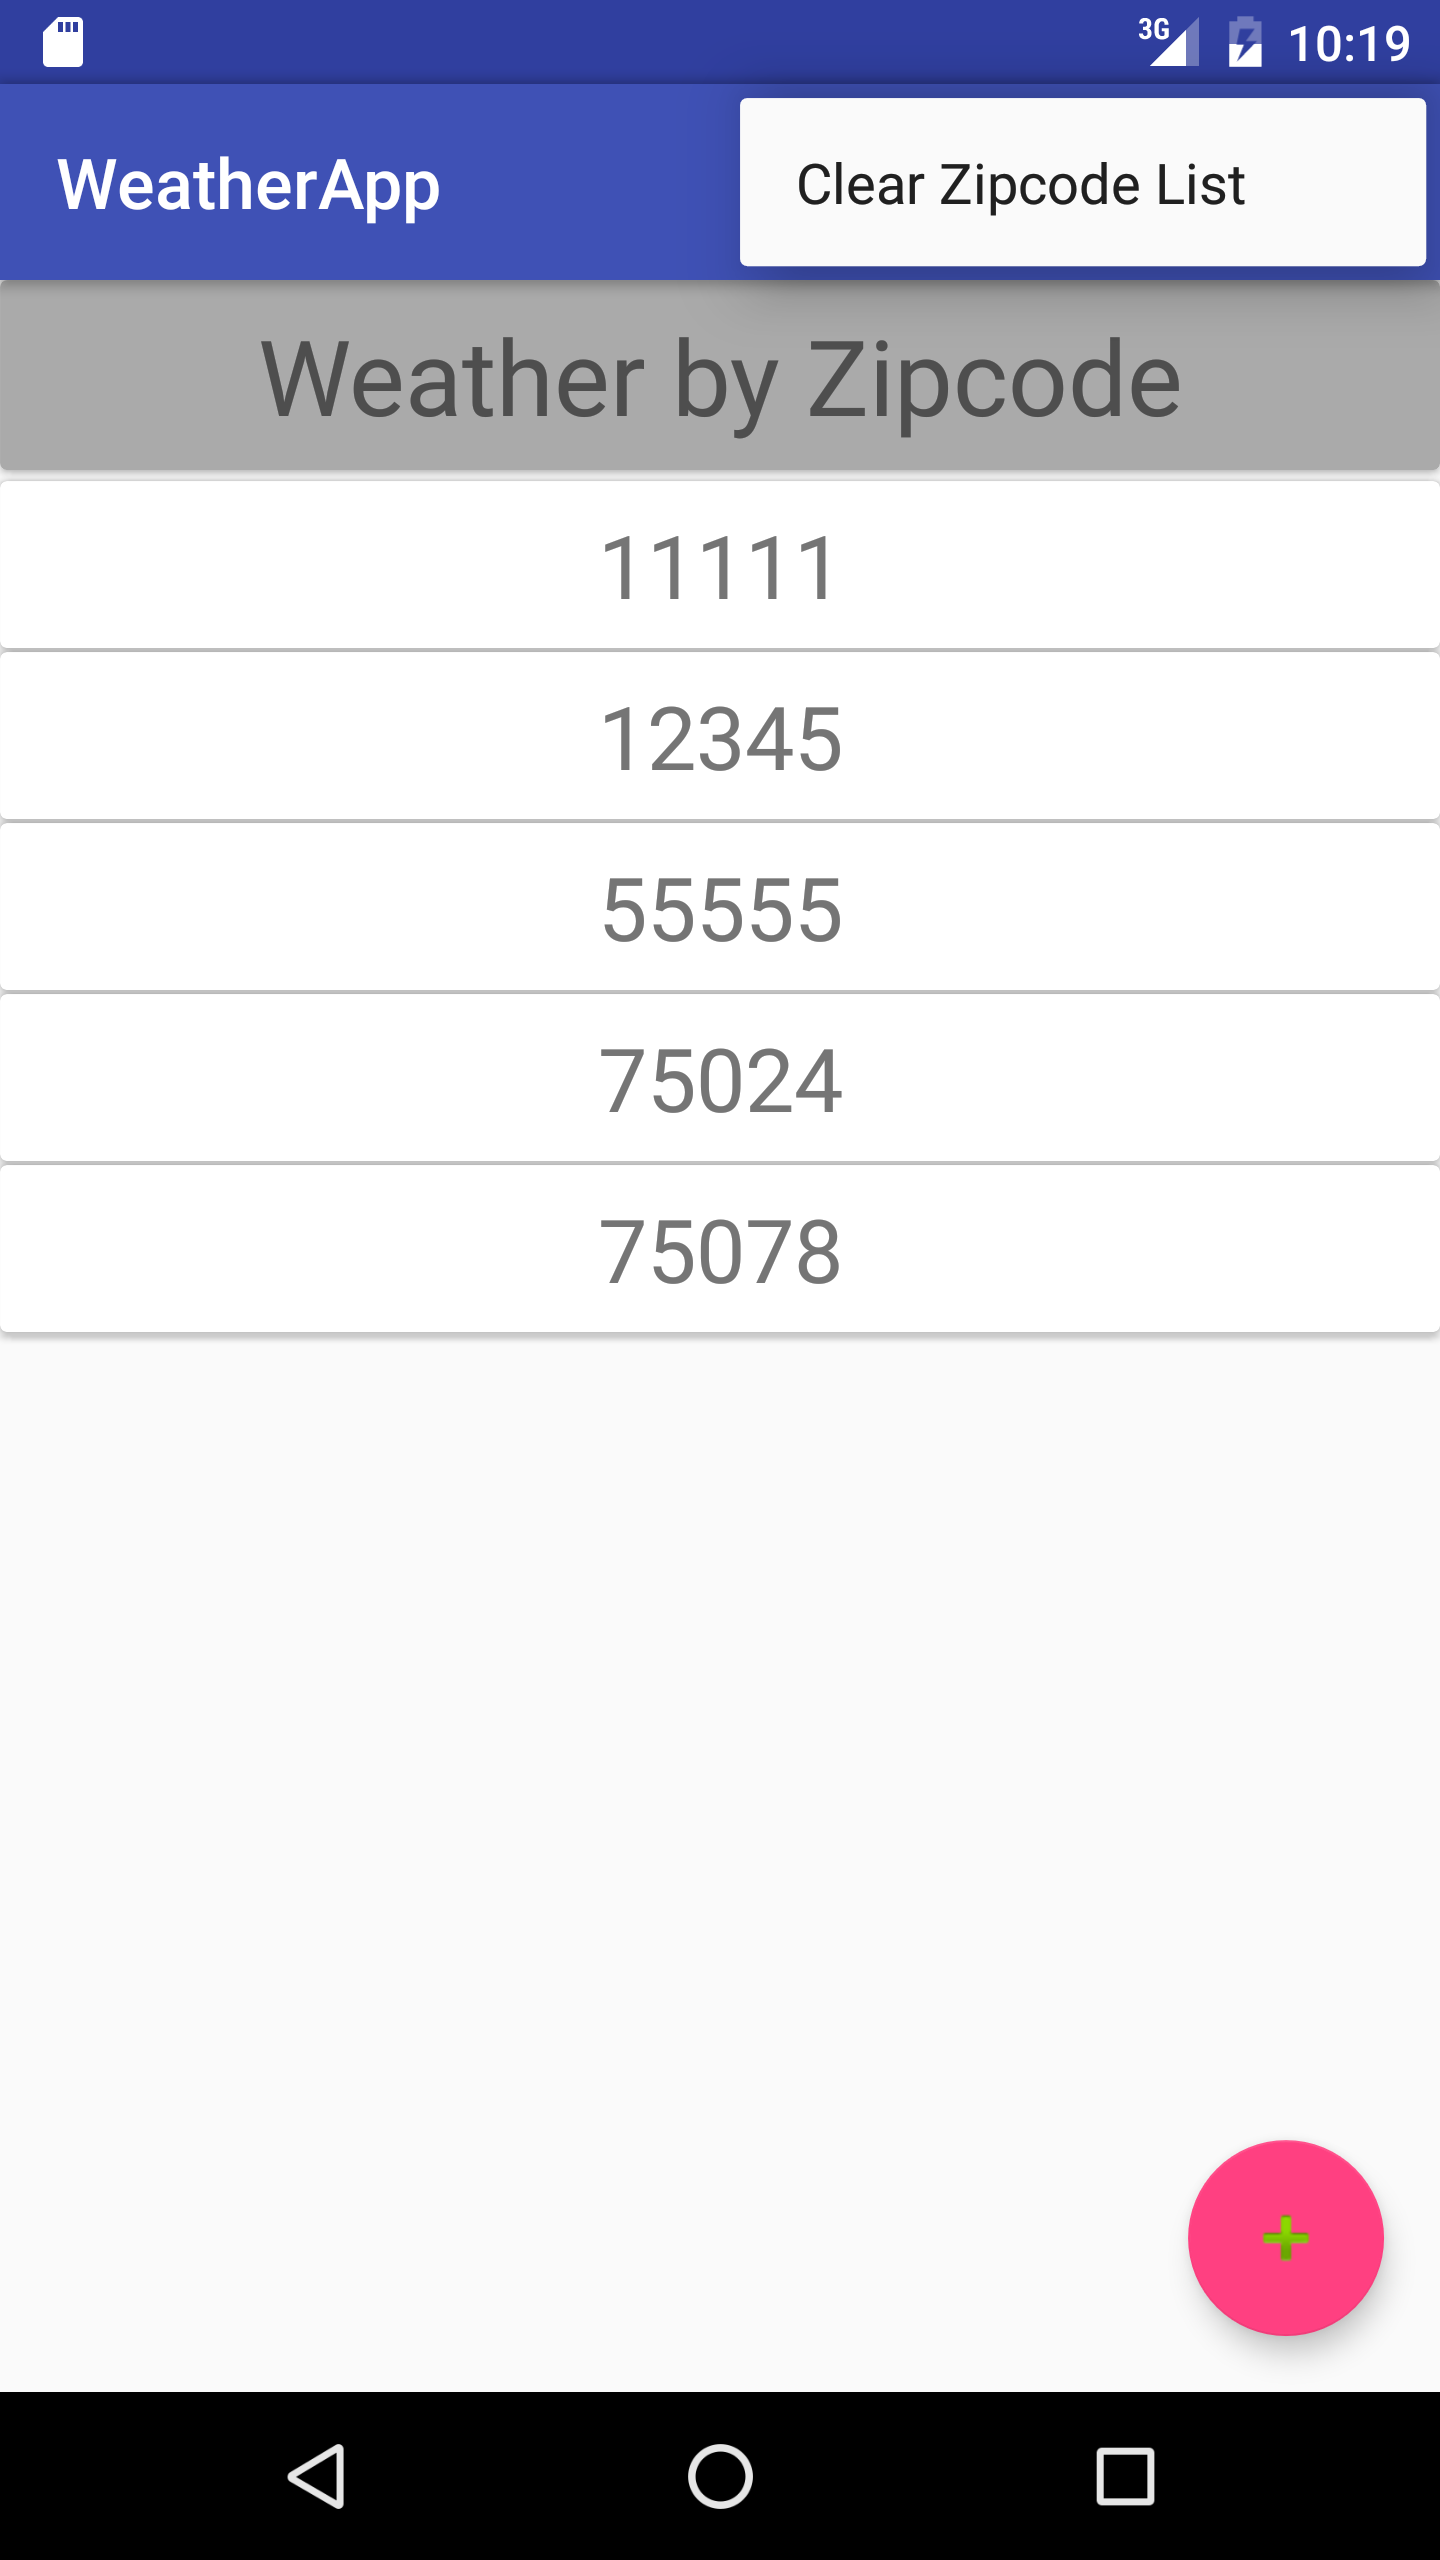 3G 10:19
WeatherApp
Clear Zipcode List
Weather by Zipcode
11111
12345
55555
75024
75078